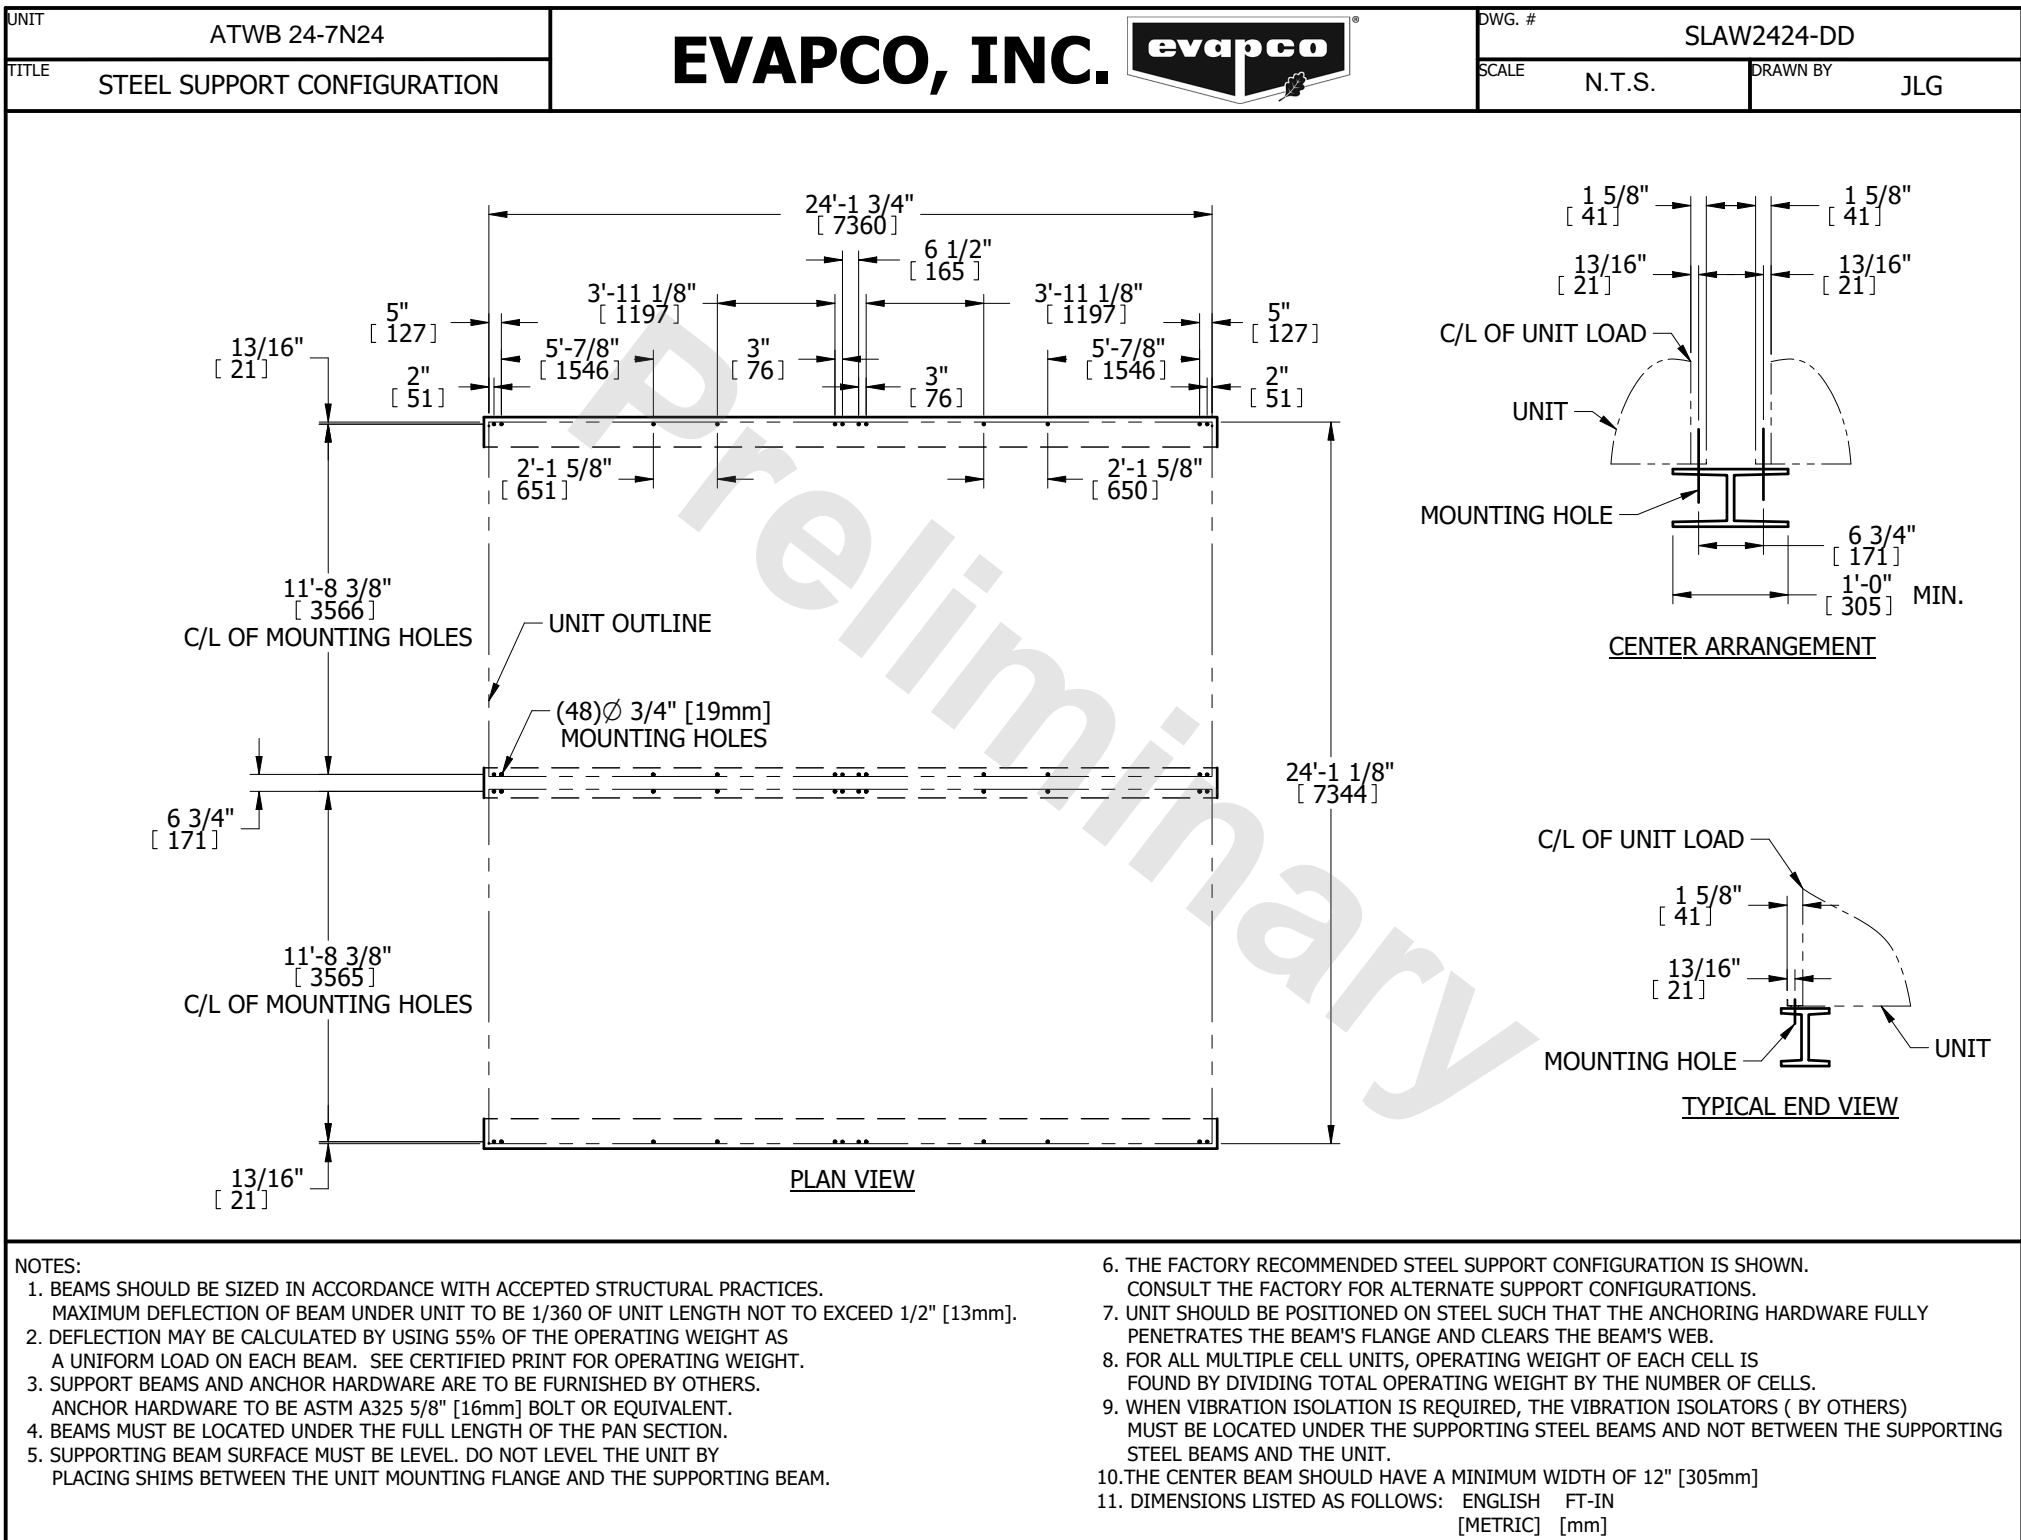 UNIT
ATWB 24-7N24
TITLE
STEEL SUPPORT CONFIGURATION
EVAPCO, INC.
evapco
®
DWG. #
SLAW2424-DD
SCALE
N.T.S.
DRAWN BY
JLG
24'-1 3/4"
[ 7360 ]
6 1/2"
[ 165 ]
3'-11 1/8"
[ 1197 ]
3'-11 1/8"
[ 1197 ]
5"
[ 127 ]
5"
[ 127 ]
13/16"
[ 21 ]
5'-7/8"
[ 1546 ]
3"
[ 76 ]
5'-7/8"
[ 1546 ]
2"
[ 51 ]
3"
[ 76 ]
2"
[ 51 ]
2'-1 5/8"
[ 651 ]
2'-1 5/8"
[ 650 ]
11'-8 3/8"
[ 3566 ]
C/L OF MOUNTING HOLES
UNIT OUTLINE
(48)Ø 3/4" [19mm]
MOUNTING HOLES
6 3/4"
[ 171 ]
24'-1 1/8"
[ 7344 ]
11'-8 3/8"
[ 3565 ]
C/L OF MOUNTING HOLES
13/16"
[ 21 ]
PLAN VIEW
Preliminary
1 5/8"
[ 41 ]
1 5/8"
[ 41 ]
13/16"
[ 21 ]
13/16"
[ 21 ]
C/L OF UNIT LOAD
UNIT
MOUNTING HOLE
6 3/4"
[ 171 ]
1'-0"
[ 305 ] MIN.
CENTER ARRANGEMENT
C/L OF UNIT LOAD
1 5/8"
[ 41 ]
13/16"
[ 21 ]
MOUNTING HOLE
UNIT
TYPICAL END VIEW
NOTES:
1. BEAMS SHOULD BE SIZED IN ACCORDANCE WITH ACCEPTED STRUCTURAL PRACTICES.
MAXIMUM DEFLECTION OF BEAM UNDER UNIT TO BE 1/360 OF UNIT LENGTH NOT TO EXCEED 1/2" [13mm].
2. DEFLECTION MAY BE CALCULATED BY USING 55% OF THE OPERATING WEIGHT AS
A UNIFORM LOAD ON EACH BEAM. SEE CERTIFIED PRINT FOR OPERATING WEIGHT.
3. SUPPORT BEAMS AND ANCHOR HARDWARE ARE TO BE FURNISHED BY OTHERS.
ANCHOR HARDWARE TO BE ASTM A325 5/8" [16mm] BOLT OR EQUIVALENT.
4. BEAMS MUST BE LOCATED UNDER THE FULL LENGTH OF THE PAN SECTION.
5. SUPPORTING BEAM SURFACE MUST BE LEVEL. DO NOT LEVEL THE UNIT BY
PLACING SHIMS BETWEEN THE UNIT MOUNTING FLANGE AND THE SUPPORTING BEAM.
6. THE FACTORY RECOMMENDED STEEL SUPPORT CONFIGURATION IS SHOWN.
CONSULT THE FACTORY FOR ALTERNATE SUPPORT CONFIGURATIONS.
7. UNIT SHOULD BE POSITIONED ON STEEL SUCH THAT THE ANCHORING HARDWARE FULLY
PENETRATES THE BEAM'S FLANGE AND CLEARS THE BEAM'S WEB.
8. FOR ALL MULTIPLE CELL UNITS, OPERATING WEIGHT OF EACH CELL IS
FOUND BY DIVIDING TOTAL OPERATING WEIGHT BY THE NUMBER OF CELLS.
9. WHEN VIBRATION ISOLATION IS REQUIRED, THE VIBRATION ISOLATORS ( BY OTHERS)
MUST BE LOCATED UNDER THE SUPPORTING STEEL BEAMS AND NOT BETWEEN THE SUPPORTING
STEEL BEAMS AND THE UNIT.
10.THE CENTER BEAM SHOULD HAVE A MINIMUM WIDTH OF 12" [305mm]
11. DIMENSIONS LISTED AS FOLLOWS: ENGLISH FT-IN
[METRIC] [mm]